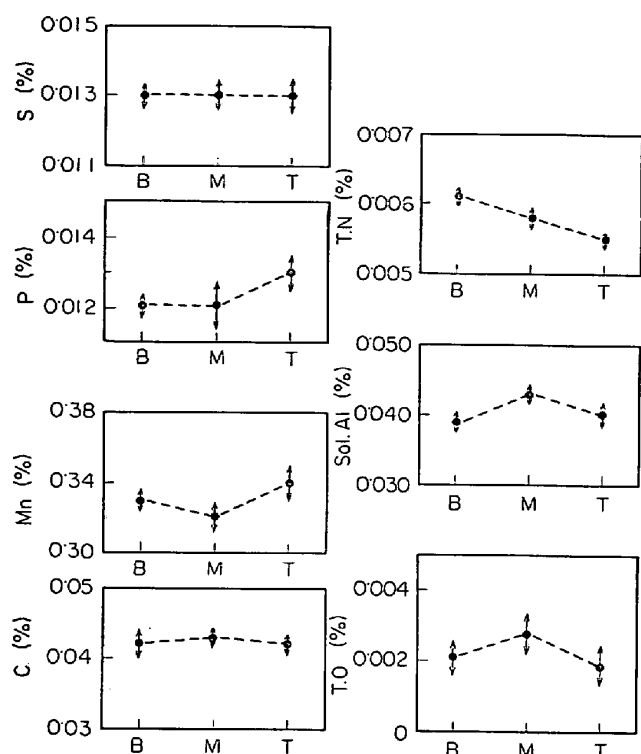 S (%)
0.015
0.013
0.011
B M T
P (%)
0.014
0.012
B M T
Mn (%)
0.38
0.34
0.30
B M T
C. (%)
0.05
0.04
0.03
B M T
T.N (%)
0.007
0.006
0.005
B M T
Sol. Al (%)
0.050
0.040
0.030
B M T
T.O (%)
0.004
0.002
0
B M T